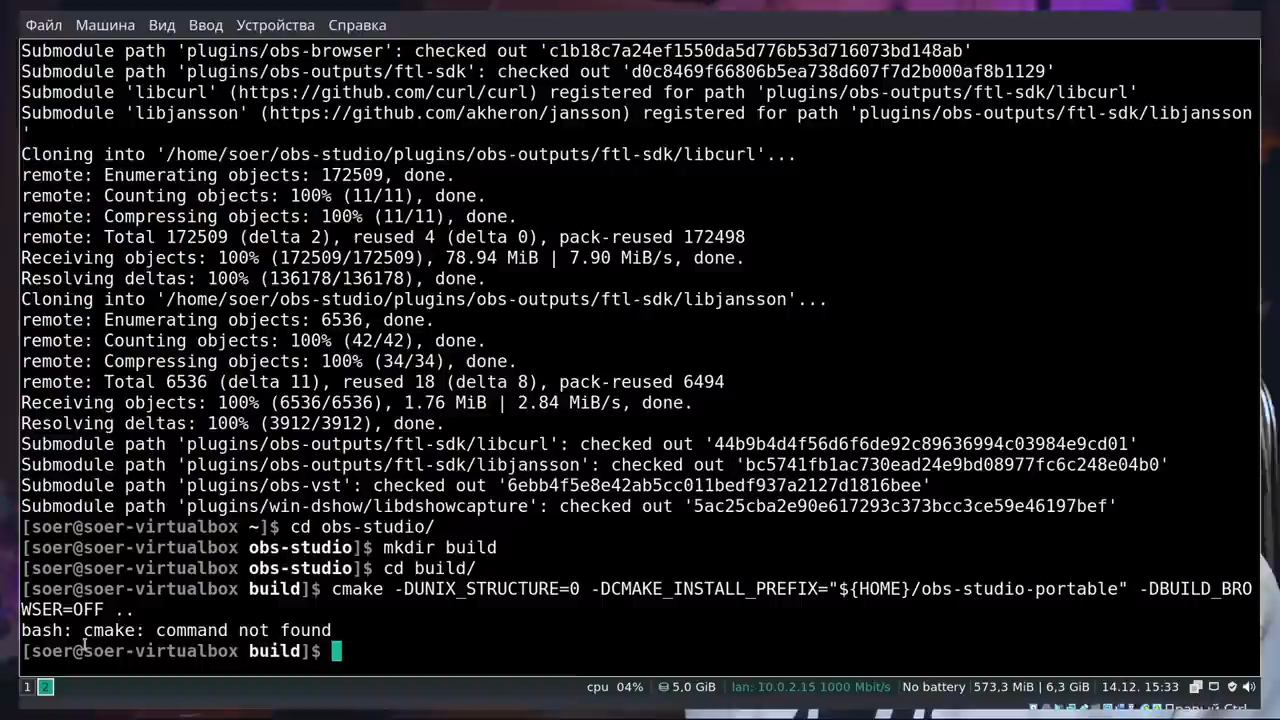 Файл Машина Вид Ввод Устройства Справка
Submodule path 'plugins/obs-browser': checked out 'c1b18c7a24ef1550da5d776b53d716073bd148ab'
Submodule path 'plugins/obs-outputs/ftl-sdk': checked out 'd0c8469f66806b5ea738d607f7d2b000af8b1129'
Submodule 'libcurl' (https://github.com/curl/curl) registered for path 'plugins/obs-outputs/ftl-sdk/libcurl'
Submodule 'libjansson' (https://github.com/akheron/jansson) registered for path 'plugins/obs-outputs/ftl-sdk/libjansson
'
Cloning into '/home/soer/obs-studio/plugins/obs-outputs/ftl-sdk/libcurl'...
remote: Enumerating objects: 172509, done.
remote: Counting objects: 100% (11/11), done.
remote: Compressing objects: 100% (11/11), done.
remote: Total 172509 (delta 2), reused 4 (delta 0), pack-reused 172498
Receiving objects: 100% (172509/172509), 78.94 MiB | 7.90 MiB/s, done.
Resolving deltas: 100% (136178/136178), done.
Cloning into '/home/soer/obs-studio/plugins/obs-outputs/ftl-sdk/libjansson'...
remote: Enumerating objects: 6536, done.
remote: Counting objects: 100% (42/42), done.
remote: Compressing objects: 100% (34/34), done.
remote: Total 6536 (delta 11), reused 18 (delta 8), pack-reused 6494
Receiving objects: 100% (6536/6536), 1.76 MiB | 2.84 MiB/s, done.
Resolving deltas: 100% (3912/3912), done.
Submodule path 'plugins/obs-outputs/ftl-sdk/libcurl': checked out '44b9b4d4f56d6f6de92c89636994c03984e9cd01'
Submodule path 'plugins/obs-outputs/ftl-sdk/libjansson': checked out 'bc5741fb1ac730ead24e9bd08977fc6c248e04b0'
Submodule path 'plugins/obs-vst': checked out '6ebb4f5e8e42ab5cc011bedf937a2127d1816bee'
Submodule path 'plugins/win-dshow/libdshowcapture': checked out '5ac25cba2e90e617293c373bcc3ce59e46197bef'
[soer@soer-virtualbox ~]$ cd obs-studio/
[soer@soer-virtualbox obs-studio]$ mkdir build
[soer@soer-virtualbox obs-studio]$ cd build/
[soer@soer-virtualbox build]$ cmake -DUNIX_STRUCTURE=0 -DCMAKE_INSTALL_PREFIX="${HOME}/obs-studio-portable" -DBUILD_BRO
WSER=OFF ..
bash: cmake: command not found
[soer@soer-virtualbox build]$
1 2 cpu 04% 5,0 GiB lan: 10.0.2.15 1000 Mbit/s No battery 573,3 MiB | 6,3 GiB 14.12. 15:33
Правый Ctrl